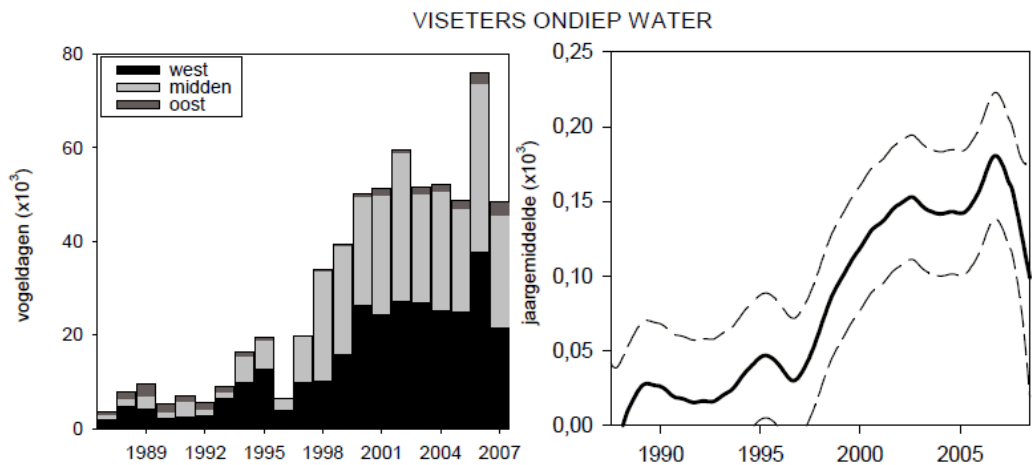 VISETERS ONDIEP WATER
80
60
40
20
0
vogeldagen (x10³)
west
midden
oost
1989 1992 1995 1998 2001 2004 2007
0,25
0,20
0,15
0,10
0,05
0,00
jaargemiddelde (x10³)
1990 1995 2000 2005